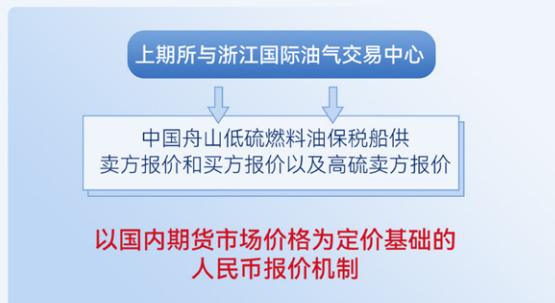 上期所与浙江国际油气交易中心
中国舟山低硫燃料油保税船供
卖方报价和买方报价以及高硫卖方报价
以国内期货市场价格为定价基础的
人民币报价机制